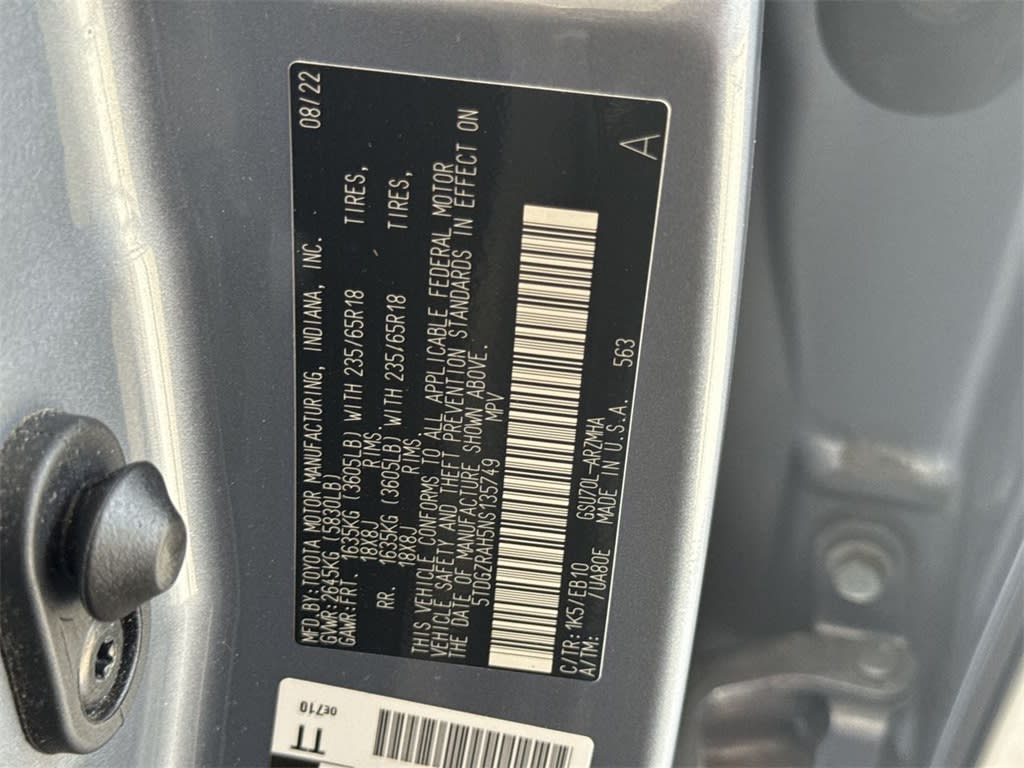 MFD.BY:TOYOTA MOTOR MANUFACTURING, INDIANA, INC. 08/22
GVWR:2645KG (5830LB)
GAWR:FRT. 1635KG (3605LB) WITH 235/65R18 TIRES,
18X8J RIMS
RR. 1635KG (3605LB) WITH 235/65R18 TIRES,
18X8J RIMS.
THIS VEHICLE CONFORMS TO ALL APPLICABLE FEDERAL MOTOR
VEHICLE SAFETY AND THEFT PREVENTION STANDARDS IN EFFECT ON
THE DATE OF MANUFACTURE SHOWN ABOVE.
5TDGZRAH5NS135749 MPV
C/TR:1K5/EB10 GSU70L-ARZMHA
A/TM: /UA80E MADE IN U.S.A. 563 A
0E710
TT